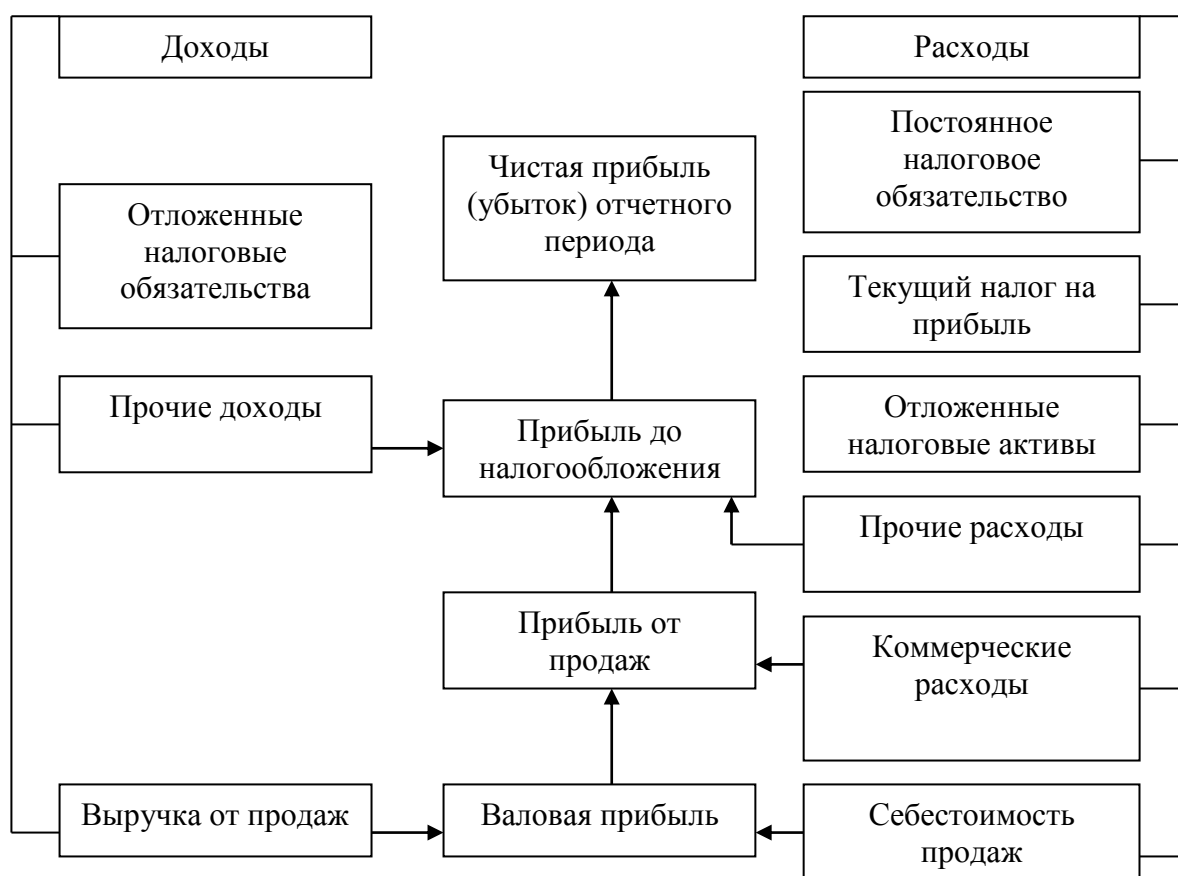 Доходы
Расходы
Постоянное
налоговое
обязательство
Чистая прибыль
(убыток) отчетного
периода
Отложенные
налоговые
обязательства
Текущий налог на
прибыль
Прочие доходы
Прибыль до
налогообложения
Отложенные
налоговые активы
Прочие расходы
Прибыль от
продаж
Коммерческие
расходы
Выручка от продаж
Валовая прибыль
Себестоимость
продаж